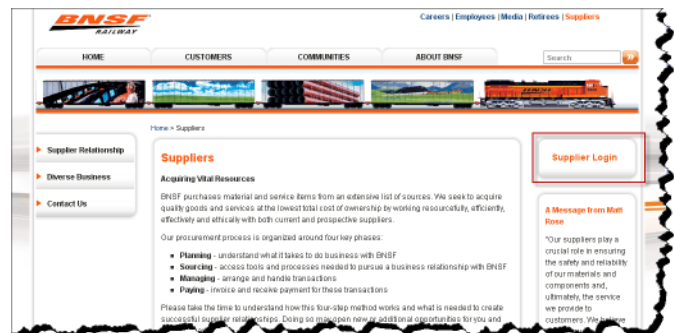 BNSF
RAILWAY
Careers | Employees | Media | Retirees | Suppliers
HOME CUSTOMERS COMMUNITIES ABOUT BNSF Search
Home > Suppliers
Supplier Relationship
Diverse Business
Contact Us
Suppliers
Acquiring Vital Resources
BNSF purchases material and service items from an extensive list of sources. We seek to acquire
quality goods and services at the lowest total cost of ownership by working resourcefully, efficiently,
effectively and ethically with both current and prospective suppliers.
Our procurement process is organized around four key phases:
Planning - understand what it takes to do business with BNSF
Sourcing - access tools and processes needed to pursue a business relationship with BNSF
Managing - arrange and handle transactions
Paying - invoice and receive payment for these transactions
Please take the time to understand how this four-step method works and what is needed to create
successful supplier relationships. Doing so may open new or additional opportunities for you and
Supplier Login
A Message from Matt
Rose
"Our suppliers play a
crucial role in ensuring
the safety and reliability
of our materials and
components and,
ultimately, the service
we provide to
customers. We believe